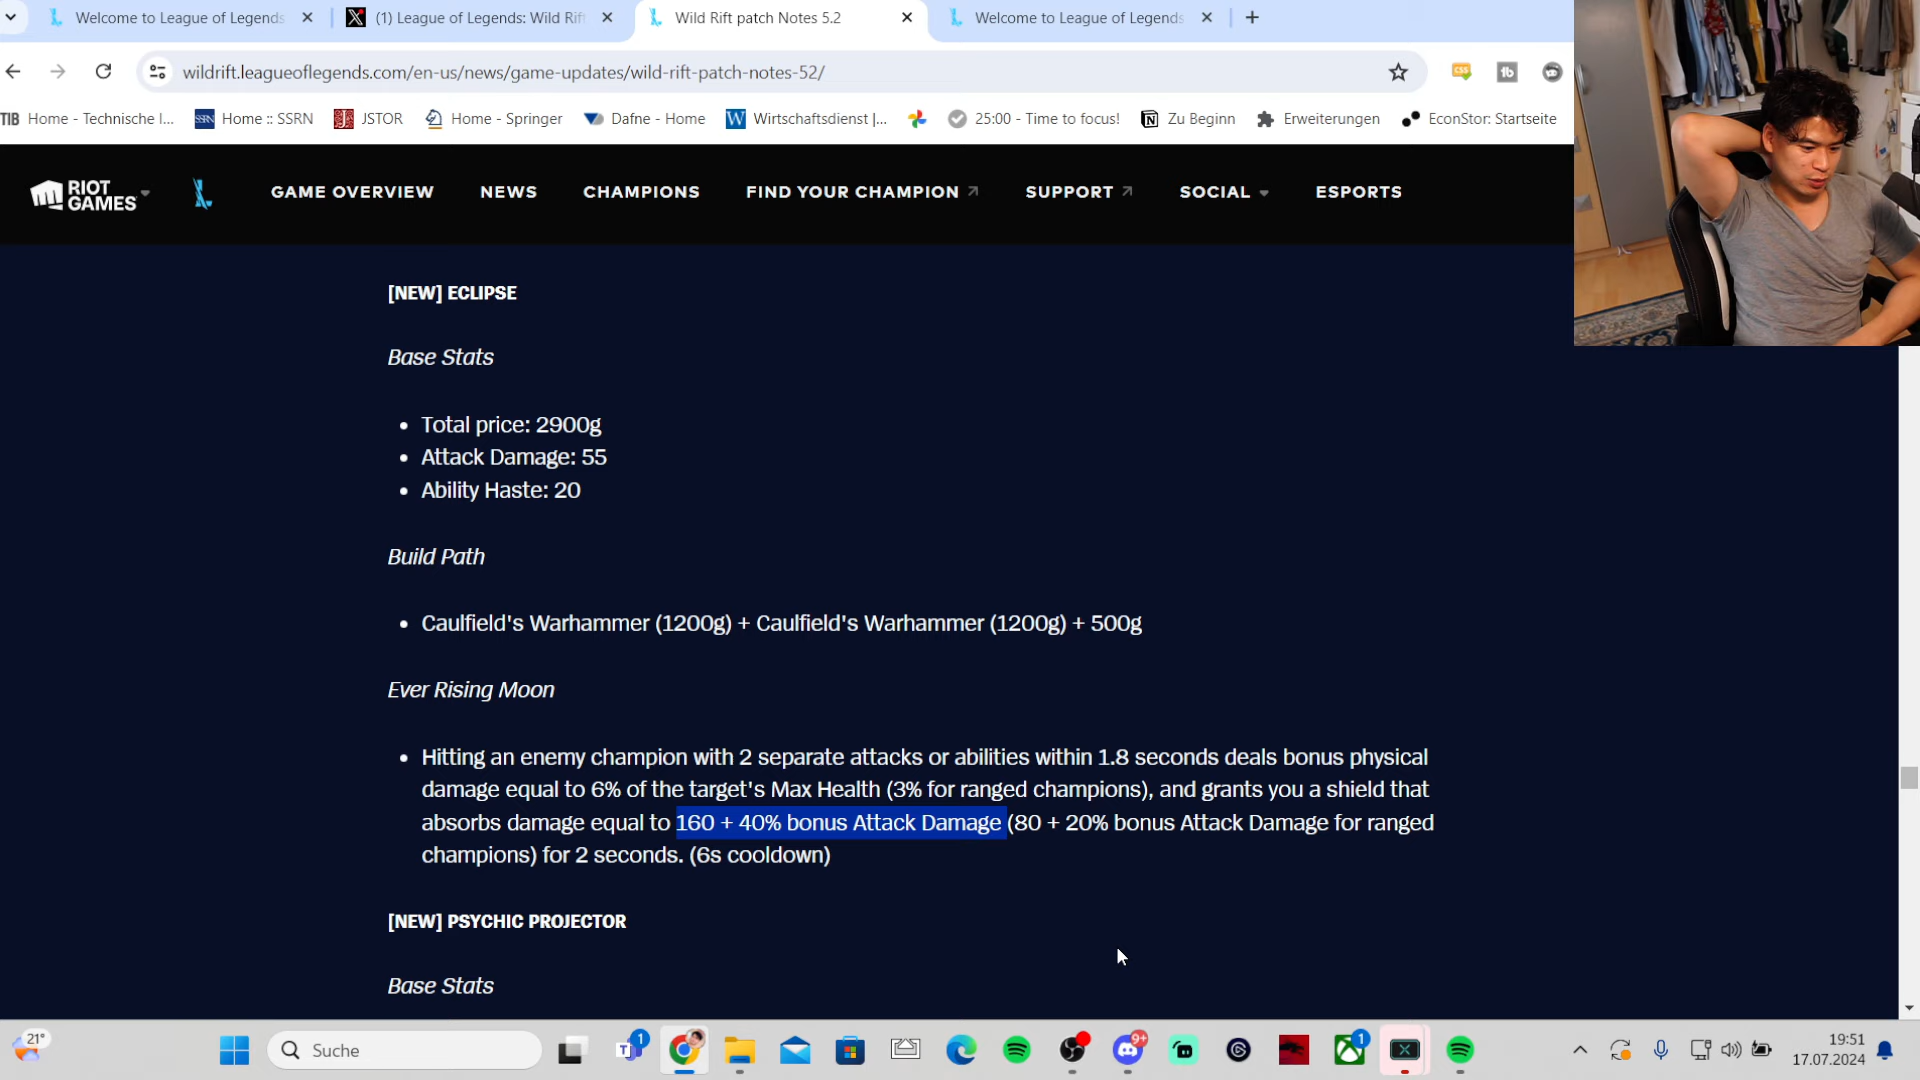 Welcome to League of Legends
(1) League of Legends: Wild Rift
Wild Rift patch Notes 5.2
Welcome to League of Legends
wildrift.leagueoflegends.com/en-us/news/game-updates/wild-rift-patch-notes-52/
TIB Home - Technische I... SSRN Home :: SSRN JSTOR Home - Springer Dafne - Home W Wirtschaftsdienst |... 25:00 - Time to focus! Zu Beginn Erweiterungen EconStor: Startseite
RIOT GAMES GAME OVERVIEW NEWS CHAMPIONS FIND YOUR CHAMPION SUPPORT SOCIAL ESPORTS
[NEW] ECLIPSE
Base Stats
• Total price: 2900g
• Attack Damage: 55
• Ability Haste: 20
Build Path
• Caulfield's Warhammer (1200g) + Caulfield's Warhammer (1200g) + 500g
Ever Rising Moon
• Hitting an enemy champion with 2 separate attacks or abilities within 1.8 seconds deals bonus physical
damage equal to 6% of the target's Max Health (3% for ranged champions), and grants you a shield that
absorbs damage equal to 160 + 40% bonus Attack Damage (80 + 20% bonus Attack Damage for ranged
champions) for 2 seconds. (6s cooldown)
[NEW] PSYCHIC PROJECTOR
Base Stats
21°
Suche
1
9+
1
19:51
17.07.2024